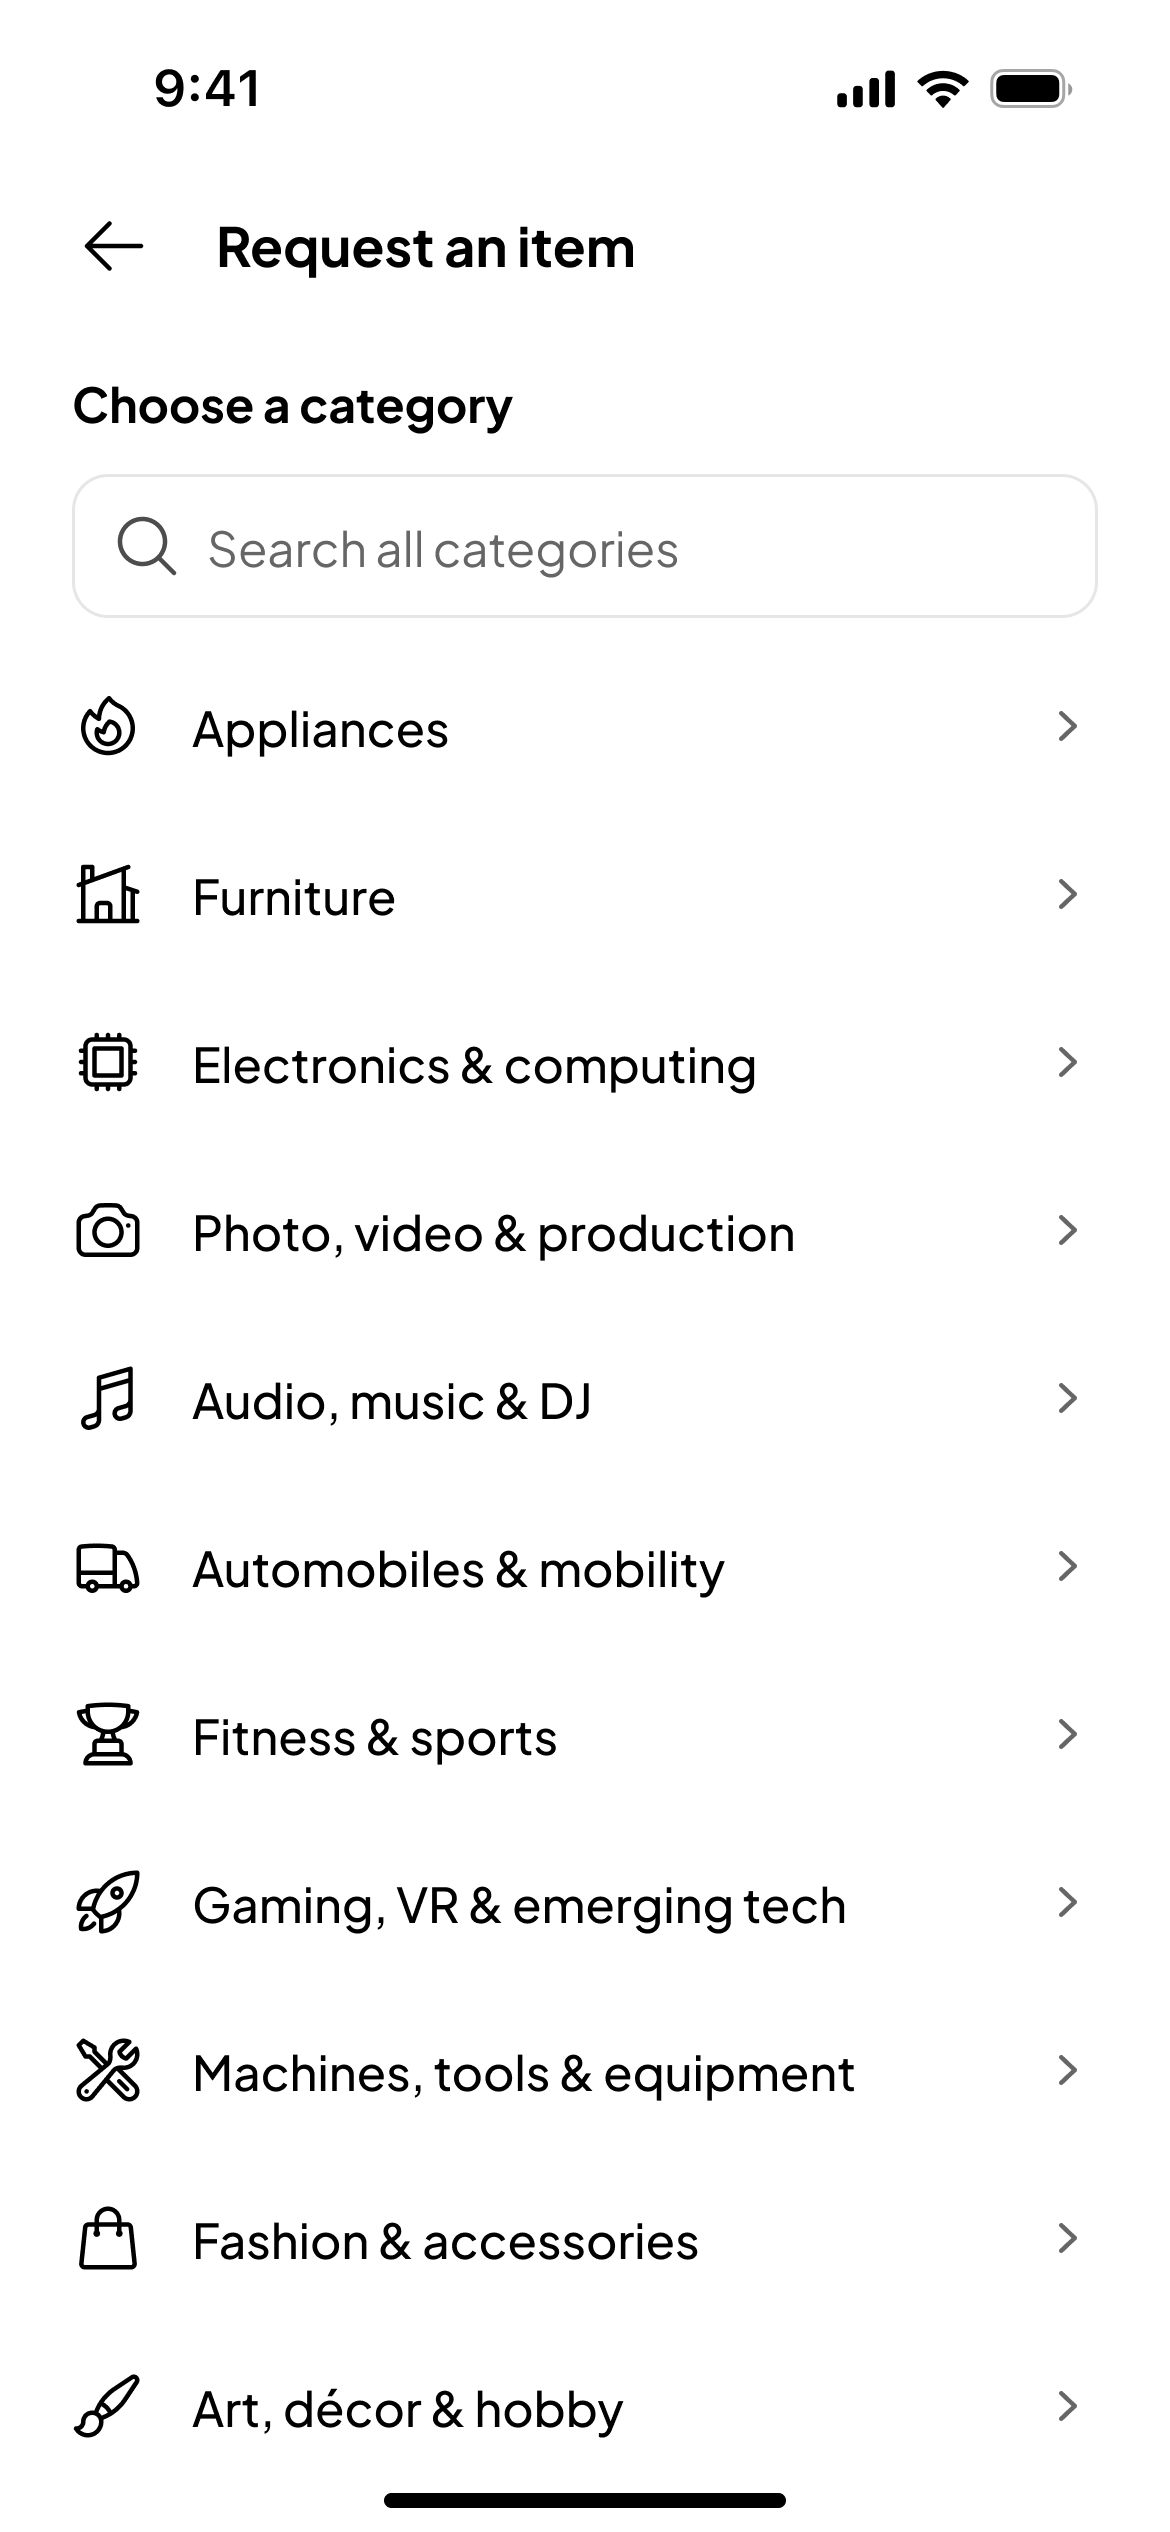 9:41
Request an item
Choose a category
Search all categories
Appliances
Furniture
Electronics & computing
Photo, video & production
Audio, music & DJ
Automobiles & mobility
Fitness & sports
Gaming, VR & emerging tech
Machines, tools & equipment
Fashion & accessories
Art, décor & hobby